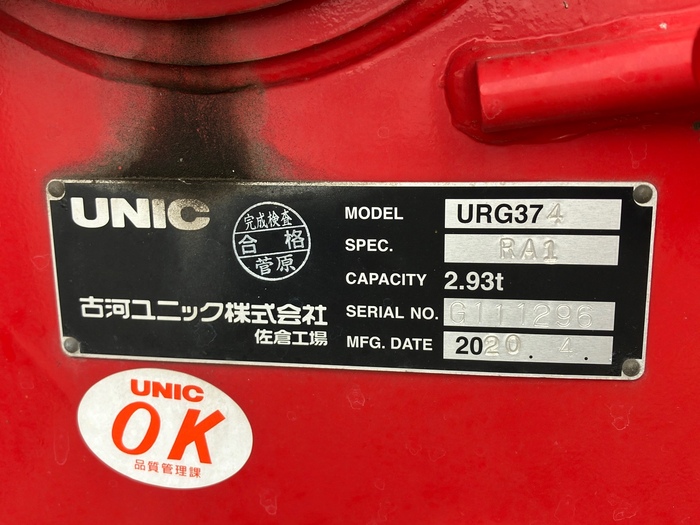 UNIC
完成検査
合格
菅原
古河ユニック株式会社
佐倉工場
MODEL URG374
SPEC. RA1
CAPACITY 2.93t
SERIAL NO. G111296
MFG. DATE 2020. 4.
UNIC
OK
品質管理課